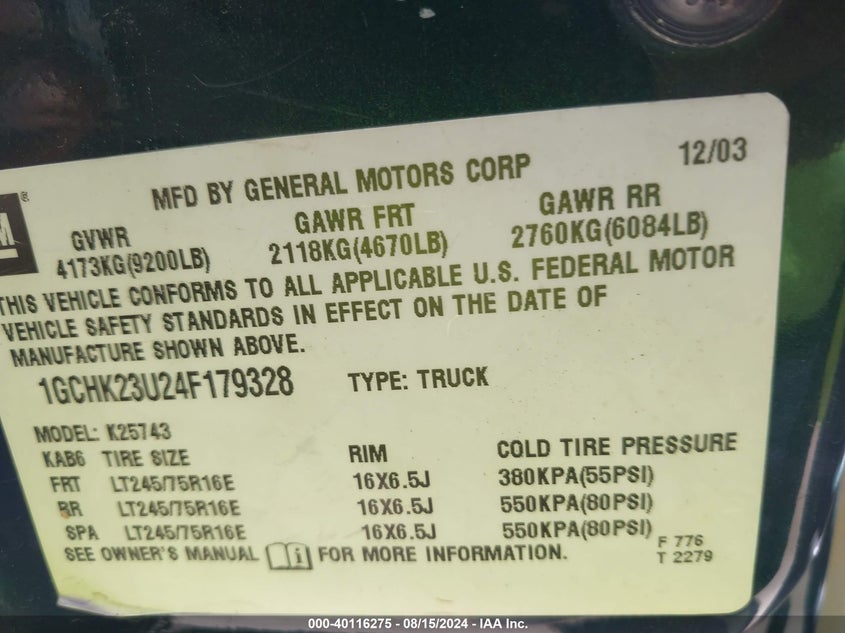 12/03
MFD BY GENERAL MOTORS CORP
GVWR GAWR FRT GAWR RR
4173KG(9200LB) 2118KG(4670LB) 2760KG(6084LB)
THIS VEHICLE CONFORMS TO ALL APPLICABLE U.S. FEDERAL MOTOR
VEHICLE SAFETY STANDARDS IN EFFECT ON THE DATE OF
MANUFACTURE SHOWN ABOVE.
1GCHK23U24F179328 TYPE: TRUCK
MODEL: K25743
KAB6 TIRE SIZE RIM COLD TIRE PRESSURE
FRT LT245/75R16E 16X6.5J 380KPA(55PSI)
RR LT245/75R16E 16X6.5J 550KPA(80PSI)
SPA LT245/75R16E 16X6.5J 550KPA(80PSI)
SEE OWNER'S MANUAL i FOR MORE INFORMATION.
F 776
T 2279
000-40116275 - 08/15/2024 - IAA Inc.